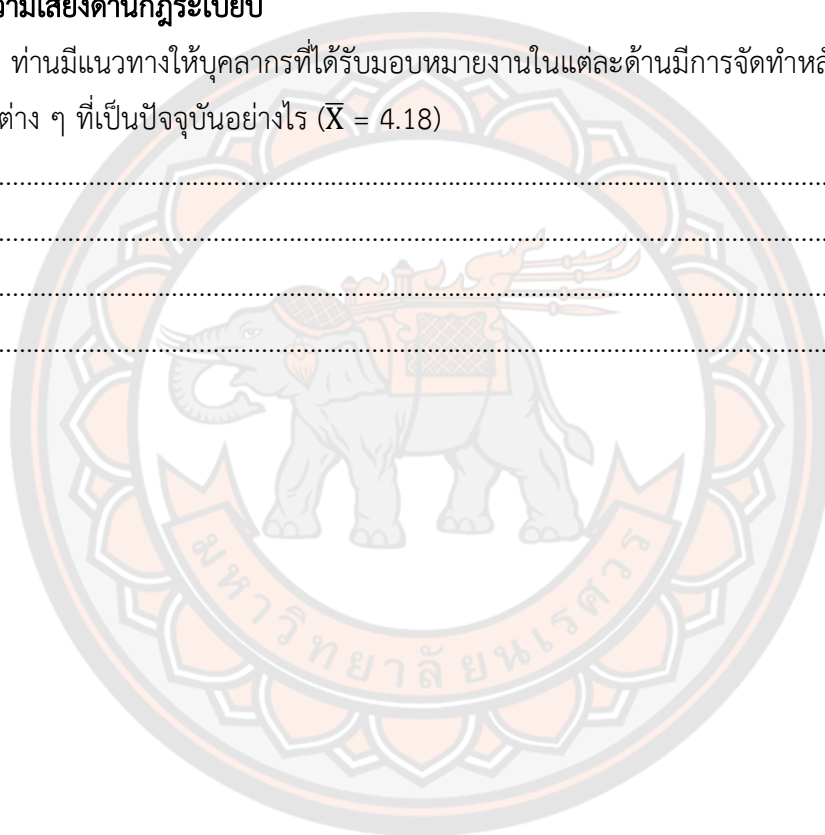 ความเสี่ยงด้านกฎระเบียบ
ท่านมีแนวทางให้บุคลากรที่ได้รับมอบหมายงานในแต่ละด้านมีการจัดทำ
ต่าง ๆ ที่เป็นปัจจุบันอย่างไร (X̅ = 4.18)
................................................................................
................................................................................
................................................................................
................................................................................
มหาวิทยาลัยนเรศวร